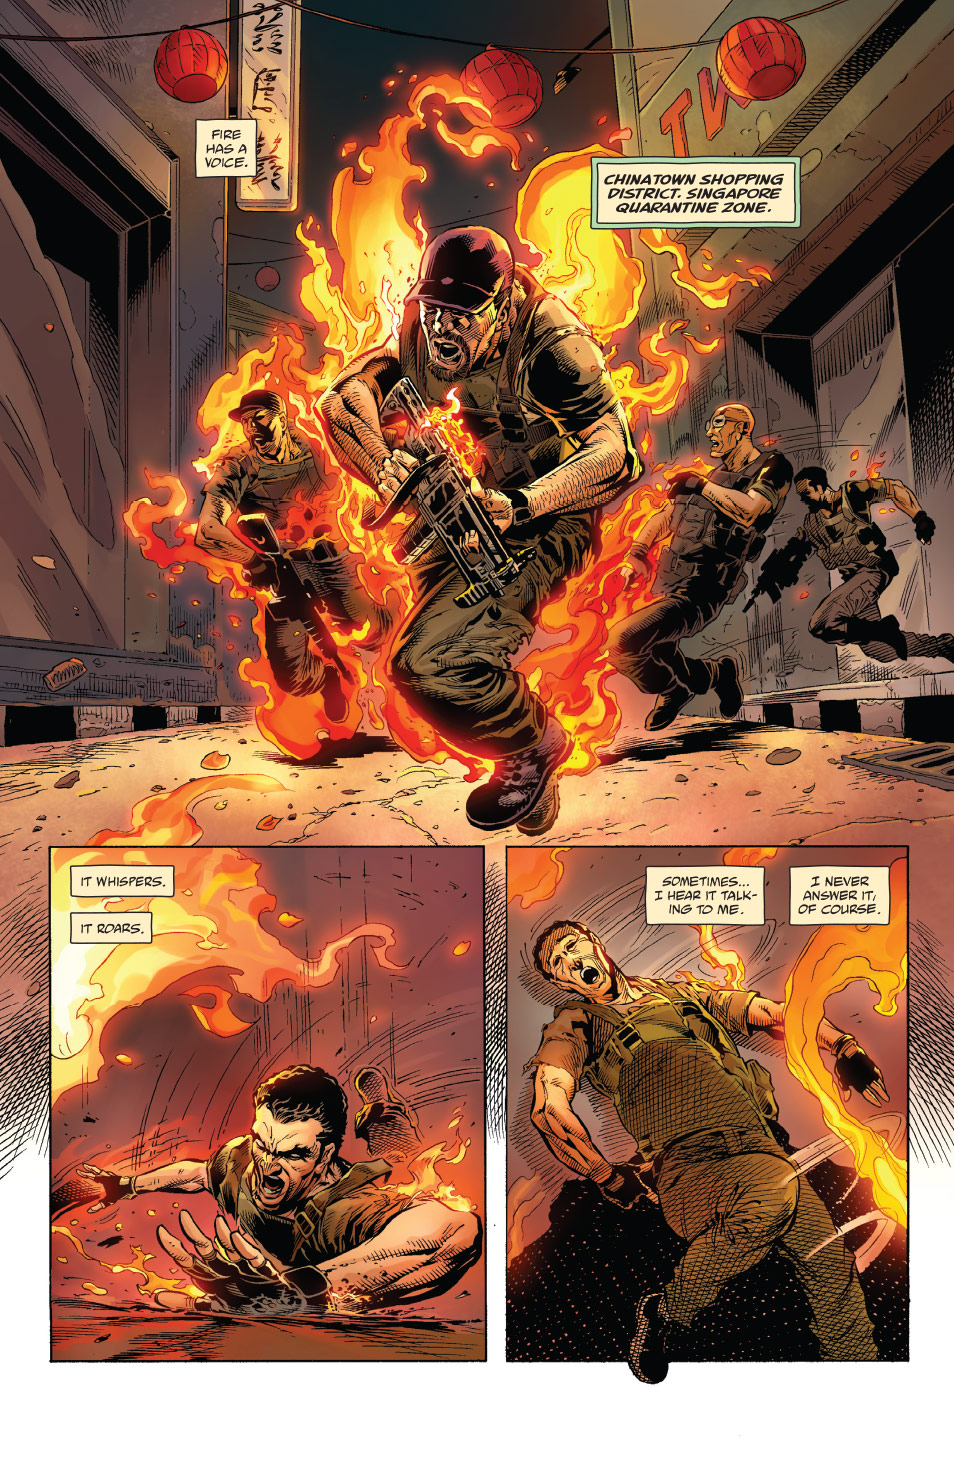 FIRE
HAS A
VOICE.
CHINATOWN SHOPPING
DISTRICT. SINGAPORE
QUARANTINE ZONE.
TV
IT WHISPERS.
IT ROARS.
SOMETIMES...
I HEAR IT TALK-
ING TO ME.
I NEVER
ANSWER IT,
OF COURSE.